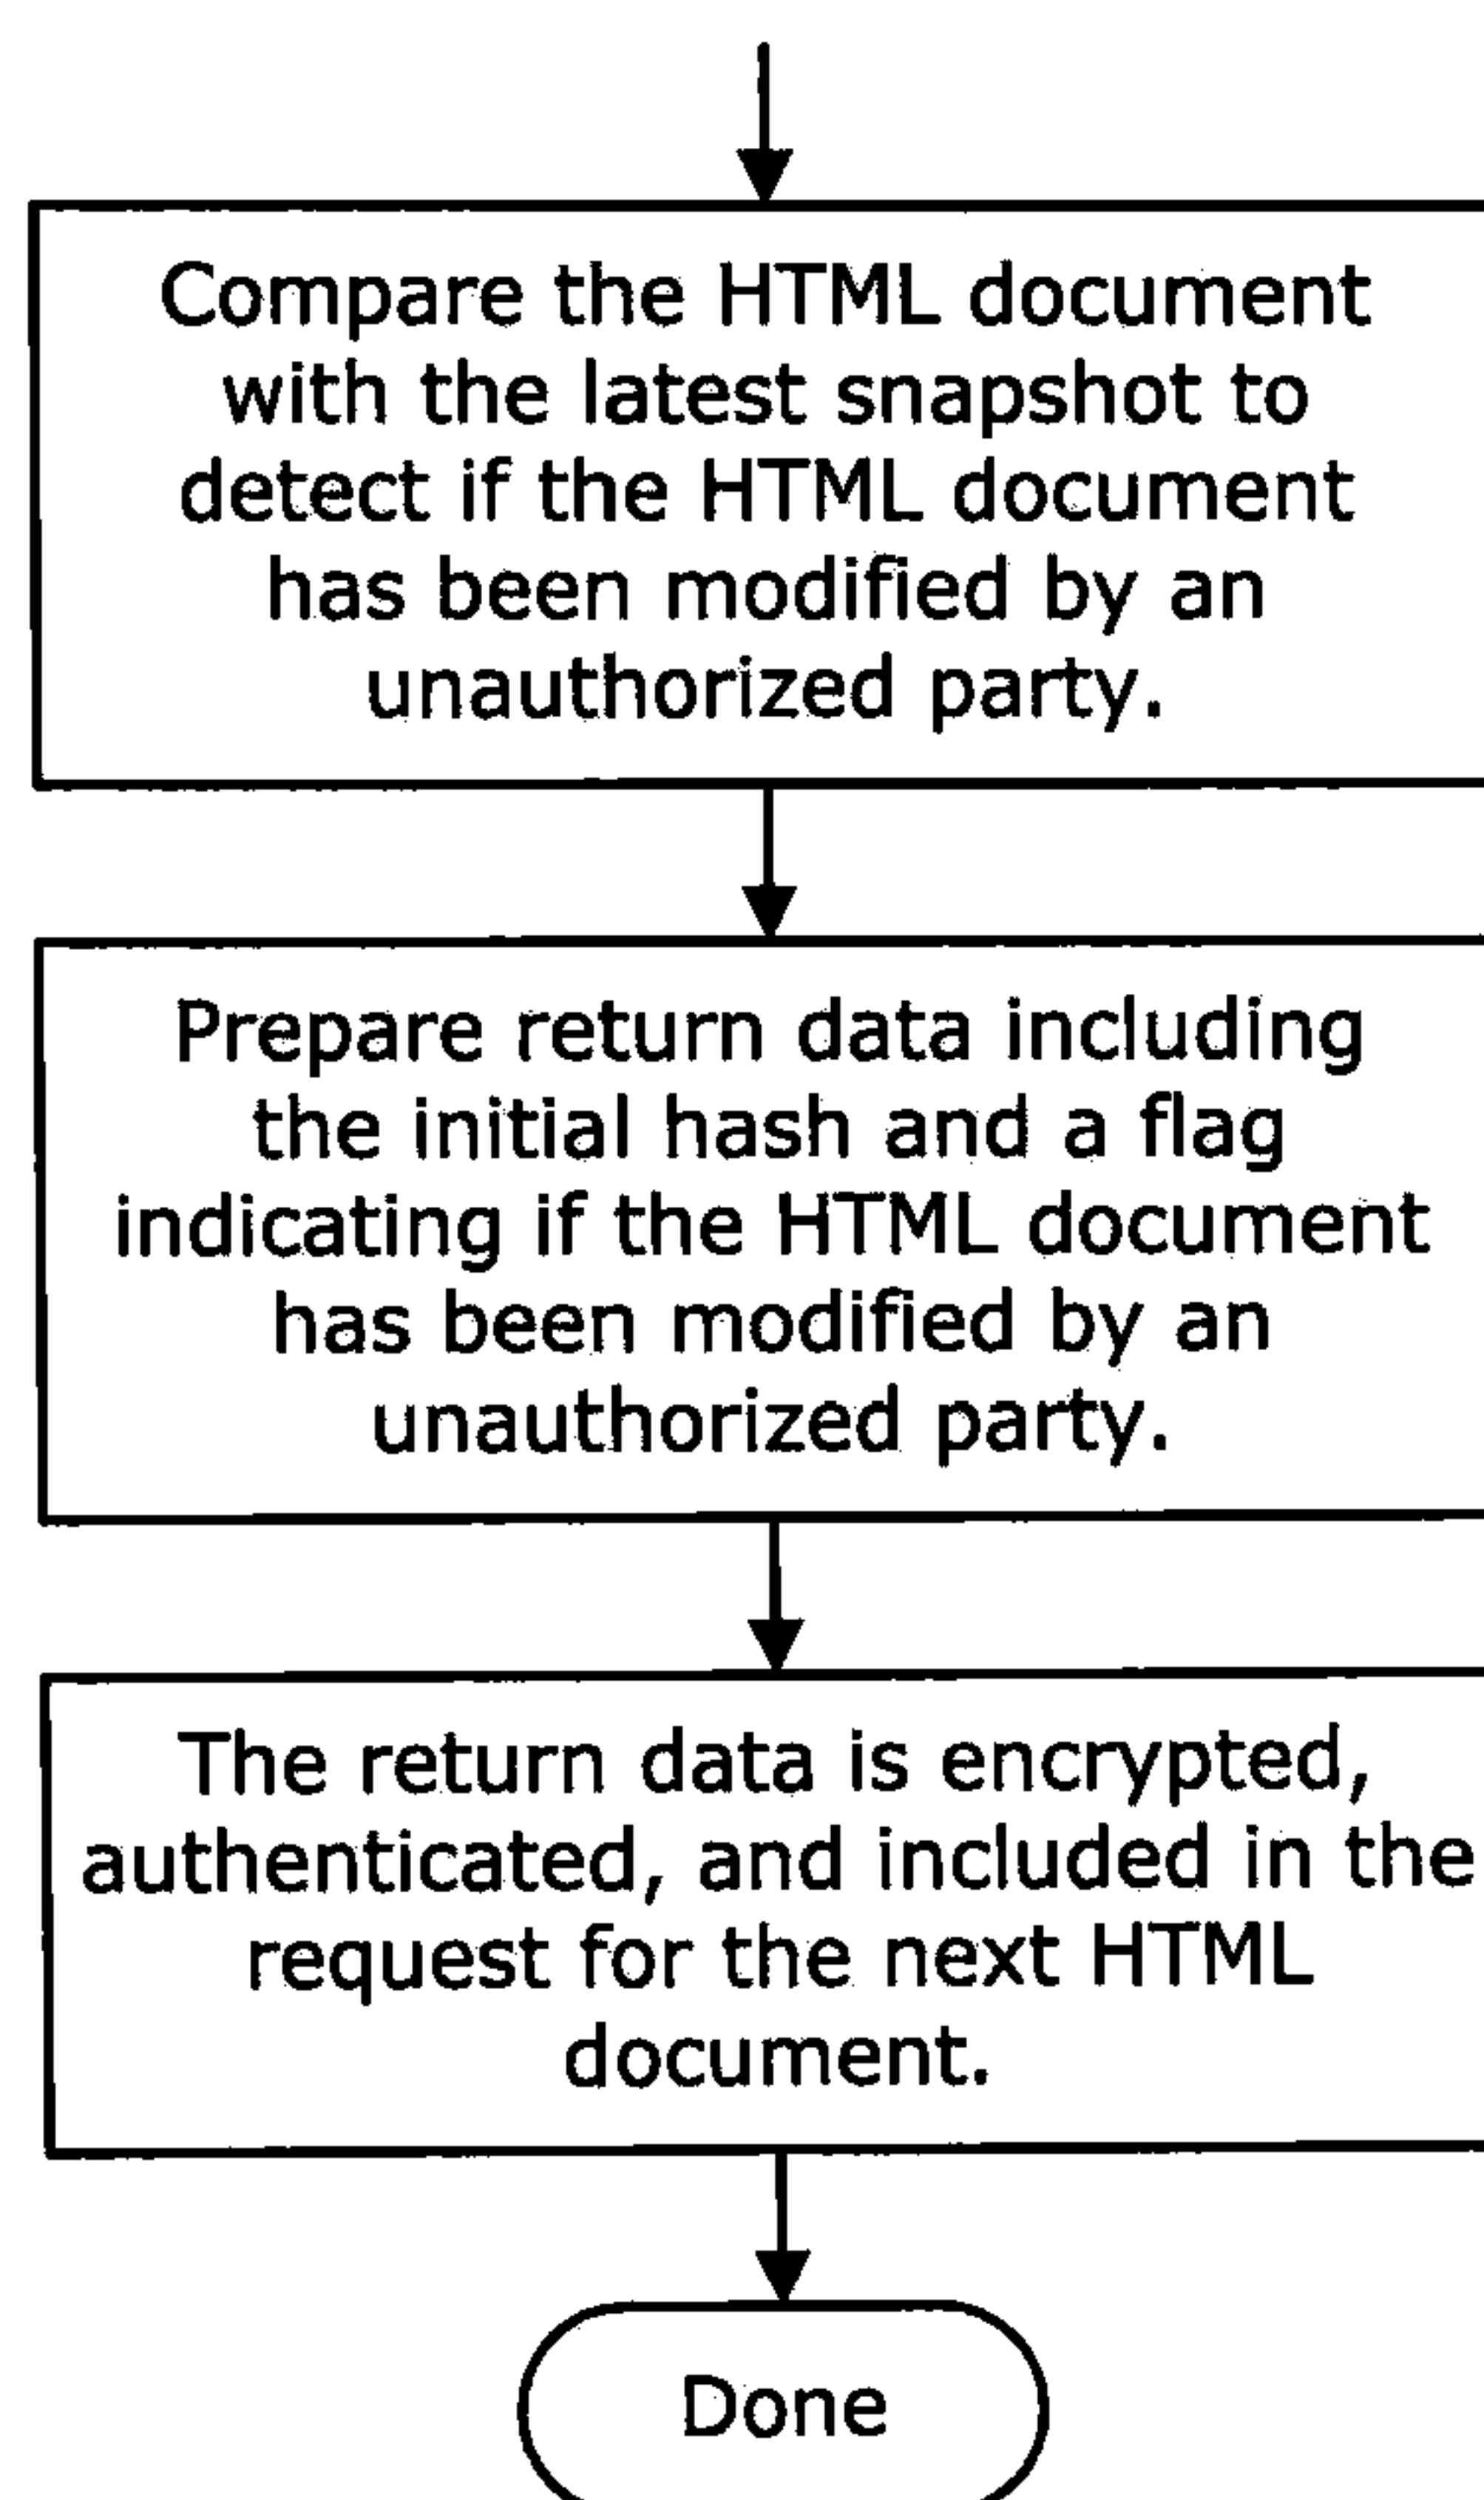 Compare the HTML document
with the latest snapshot to
detect if the HTML document
has been modified by an
unauthorized party.
Prepare return data including
the initial hash and a flag
indicating if the HTML document
has been modified by an
unauthorized party.
The return data is encrypted,
authenticated, and included in the
request for the next HTML
document.
Done